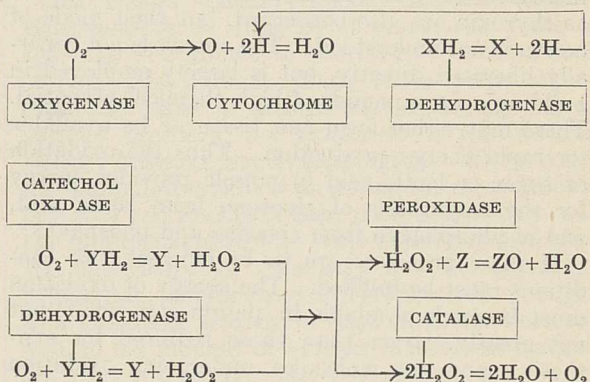 O₂ → O + 2H = H₂O XH₂ = X + 2H
OXYGENASE CYTOCHROME DEHYDROGENASE
CATECHOL
OXIDASE
PEROXIDASE
O₂ + YH₂ = Y + H₂O₂ → H₂O₂ + Z = ZO + H₂O
DEHYDROGENASE CATALASE
O₂ + YH₂ = Y + H₂O₂ → 2H₂O₂ = 2H₂O + O₂